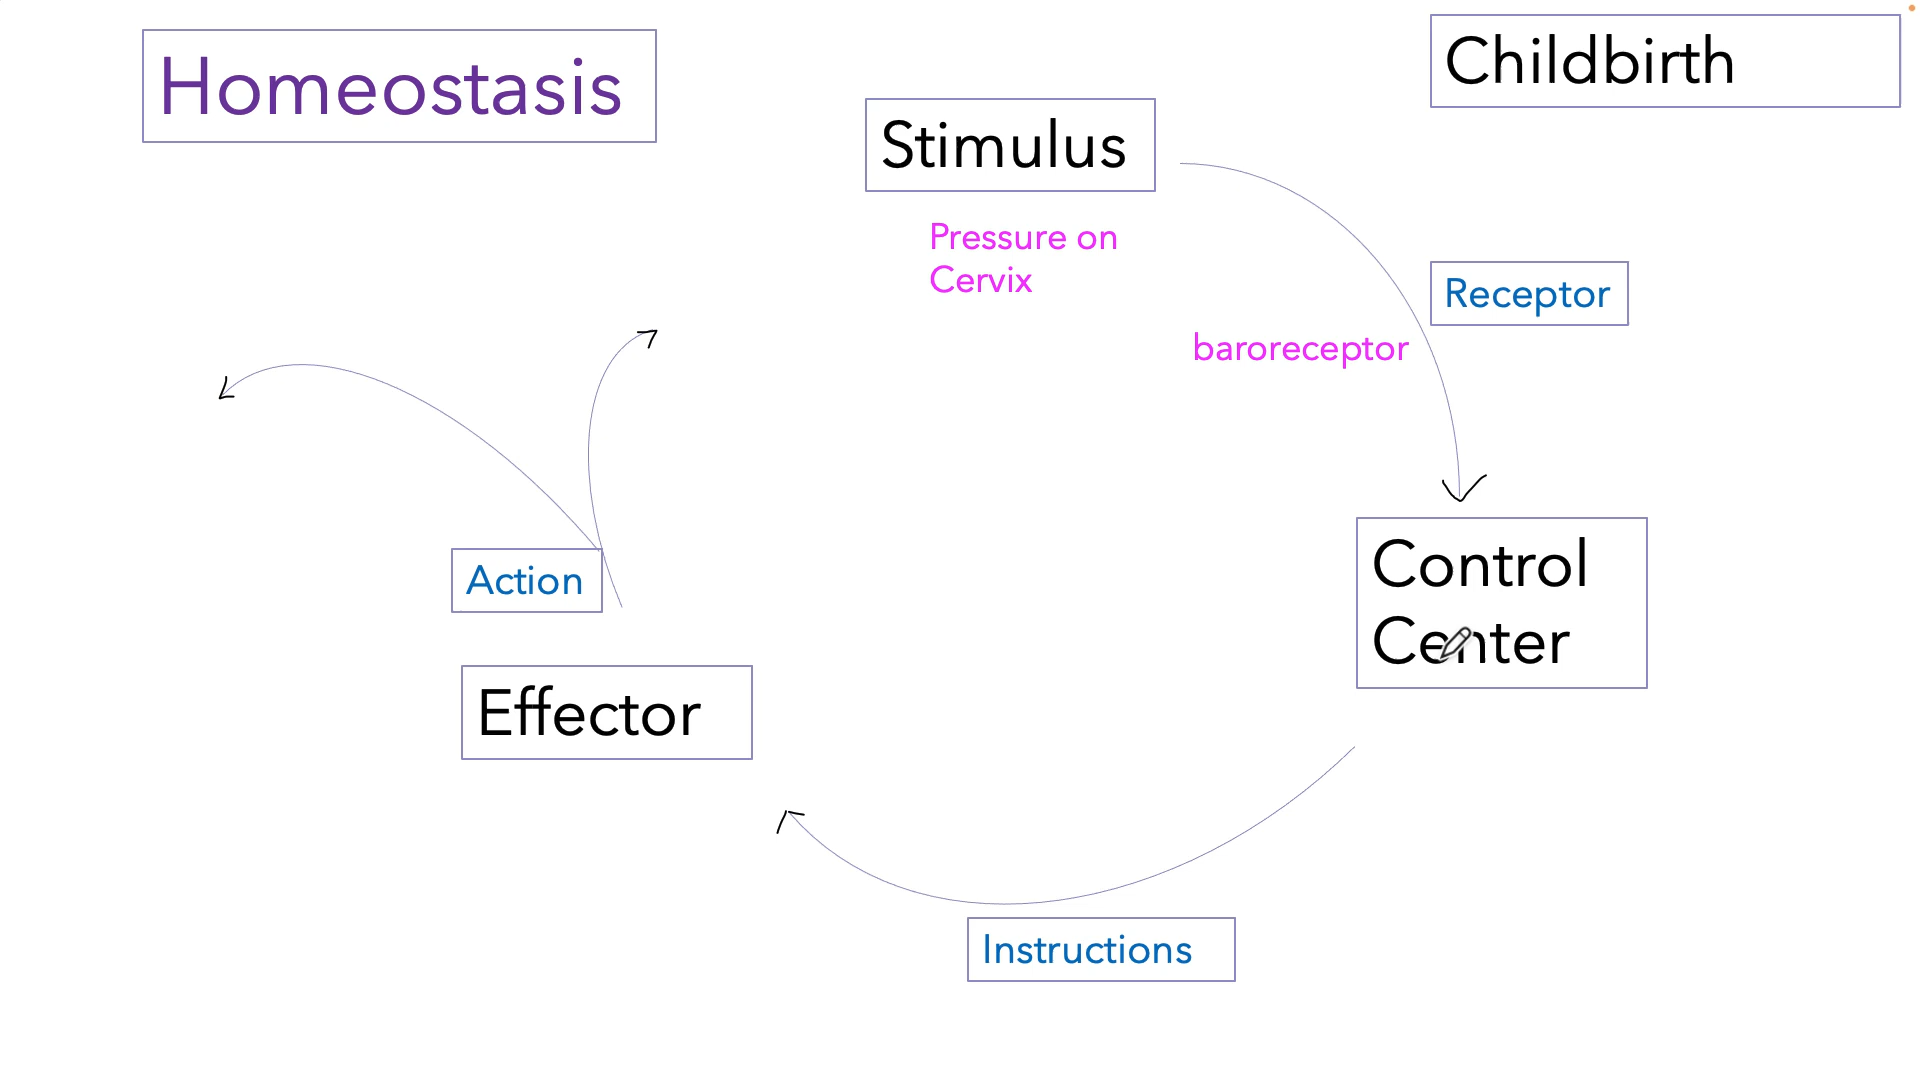 Homeostasis
Childbirth
Stimulus
Pressure on
Cervix
Receptor
baroreceptor
Control
Center
Action
Effector
Instructions